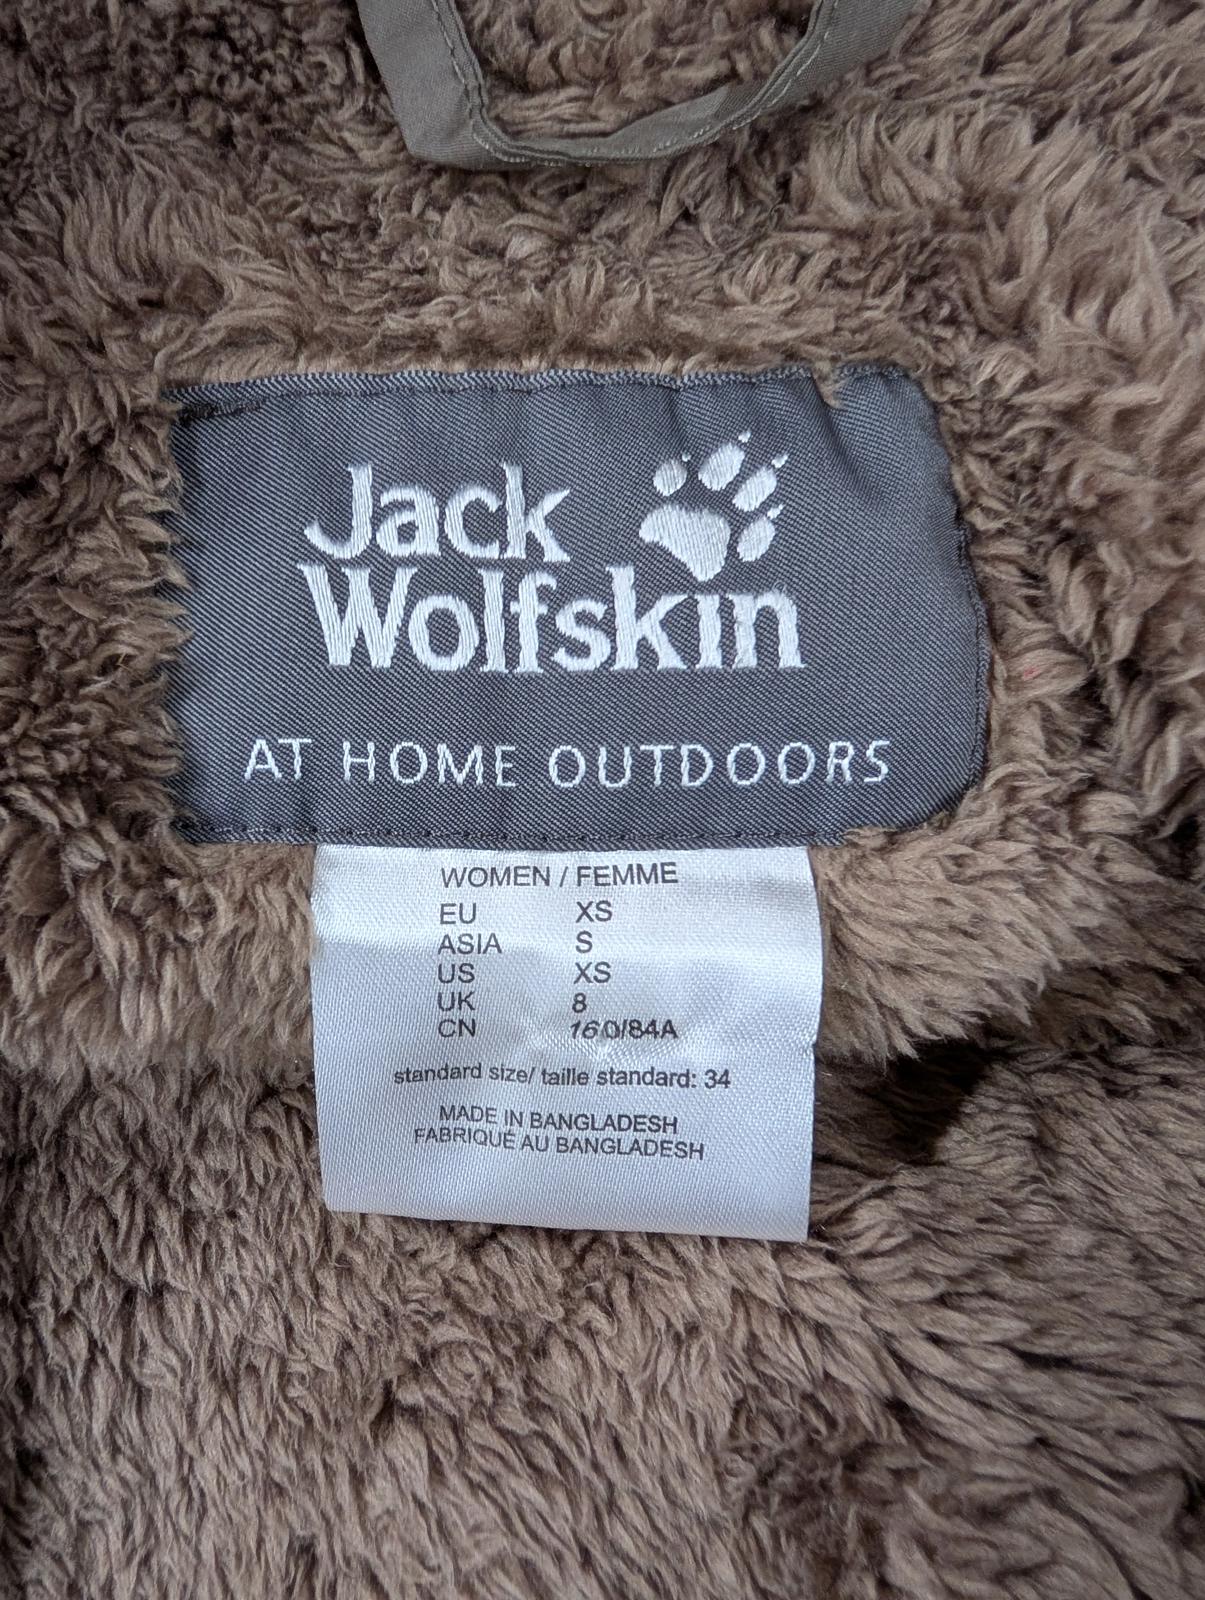 Jack
Wolfskin
AT HOME OUTDOORS
WOMEN / FEMME
EU XS
ASIA S
US XS
UK 8
CN 160/84A
standard size/ taille standard: 34
MADE IN BANGLADESH
FABRIQUÉ AU BANGLADESH